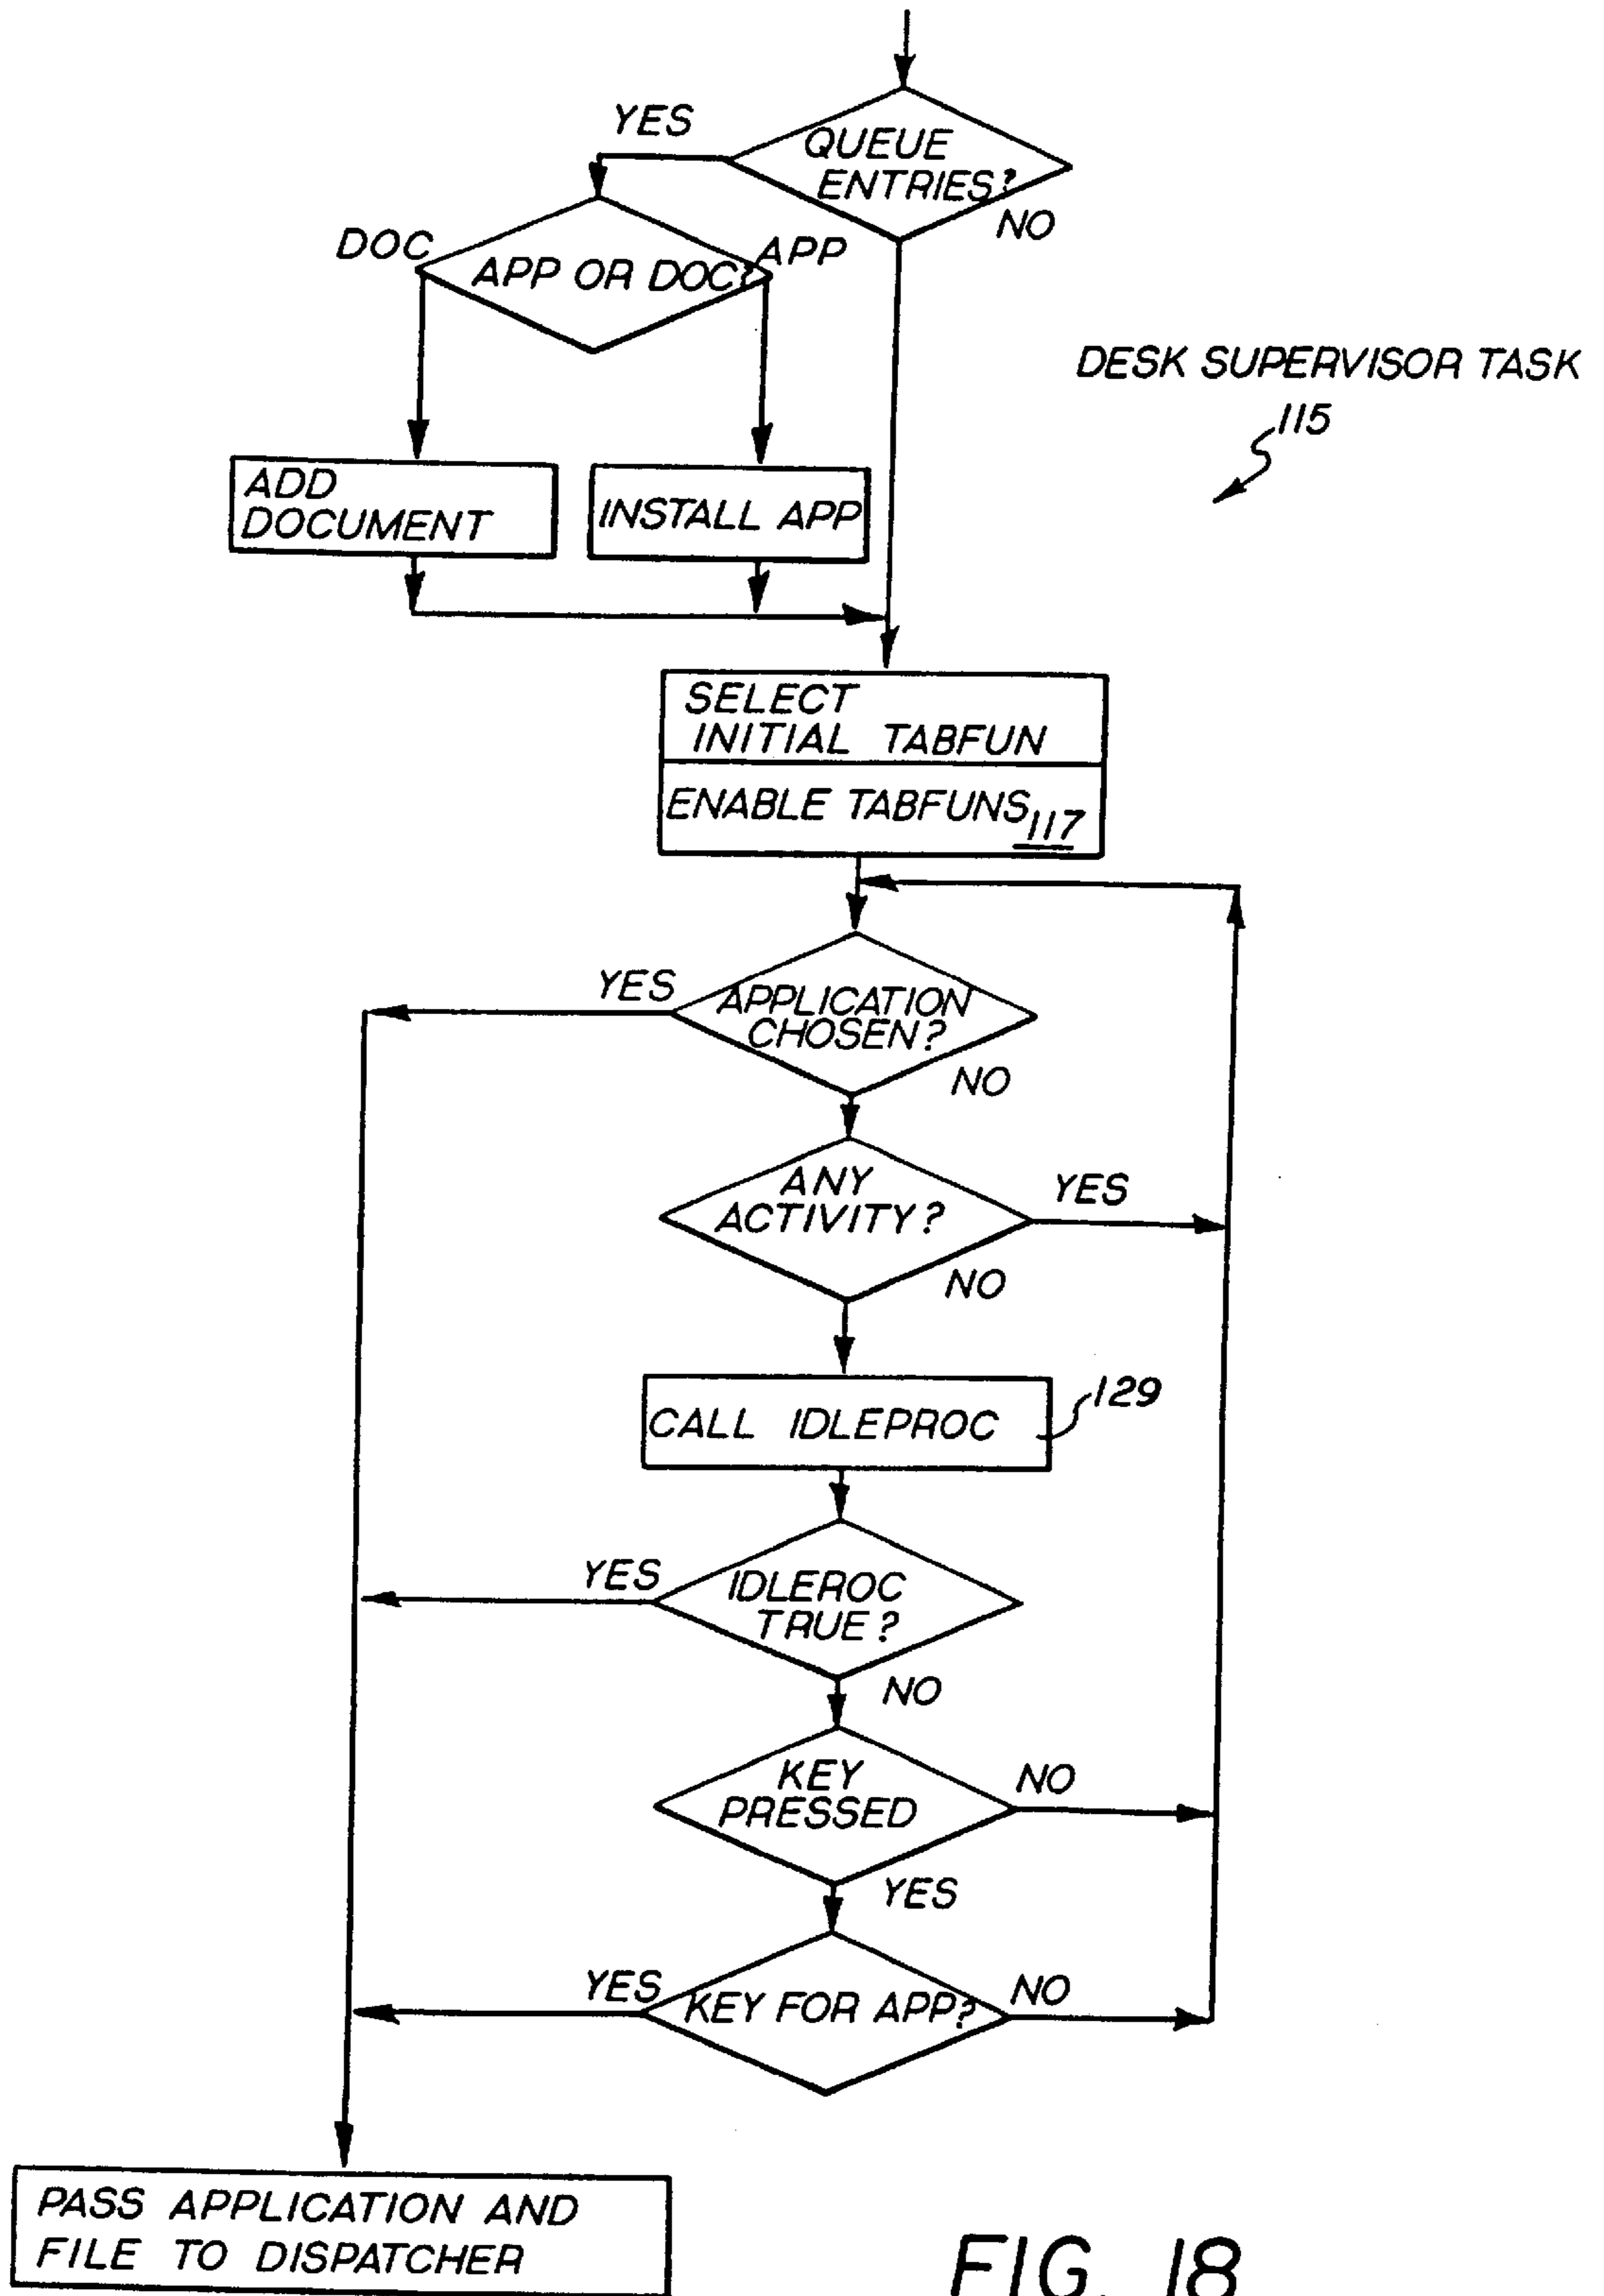 YES
QUEUE
ENTRIES?
NO
DOC
APP OR DOC?
APP
DESK SUPERVISOR TASK
115
ADD
DOCUMENT
INSTALL APP
SELECT
INITIAL TABFUN
ENABLE TABFUNS
117
YES
APPLICATION
CHOSEN?
NO
ANY
ACTIVITY?
YES
NO
CALL IDLEPROC
129
YES
IDLEROC
TRUE?
NO
KEY
PRESSED
NO
YES
YES
KEY FOR APP?
NO
PASS APPLICATION AND
FILE TO DISPATCHER
FIG. 18